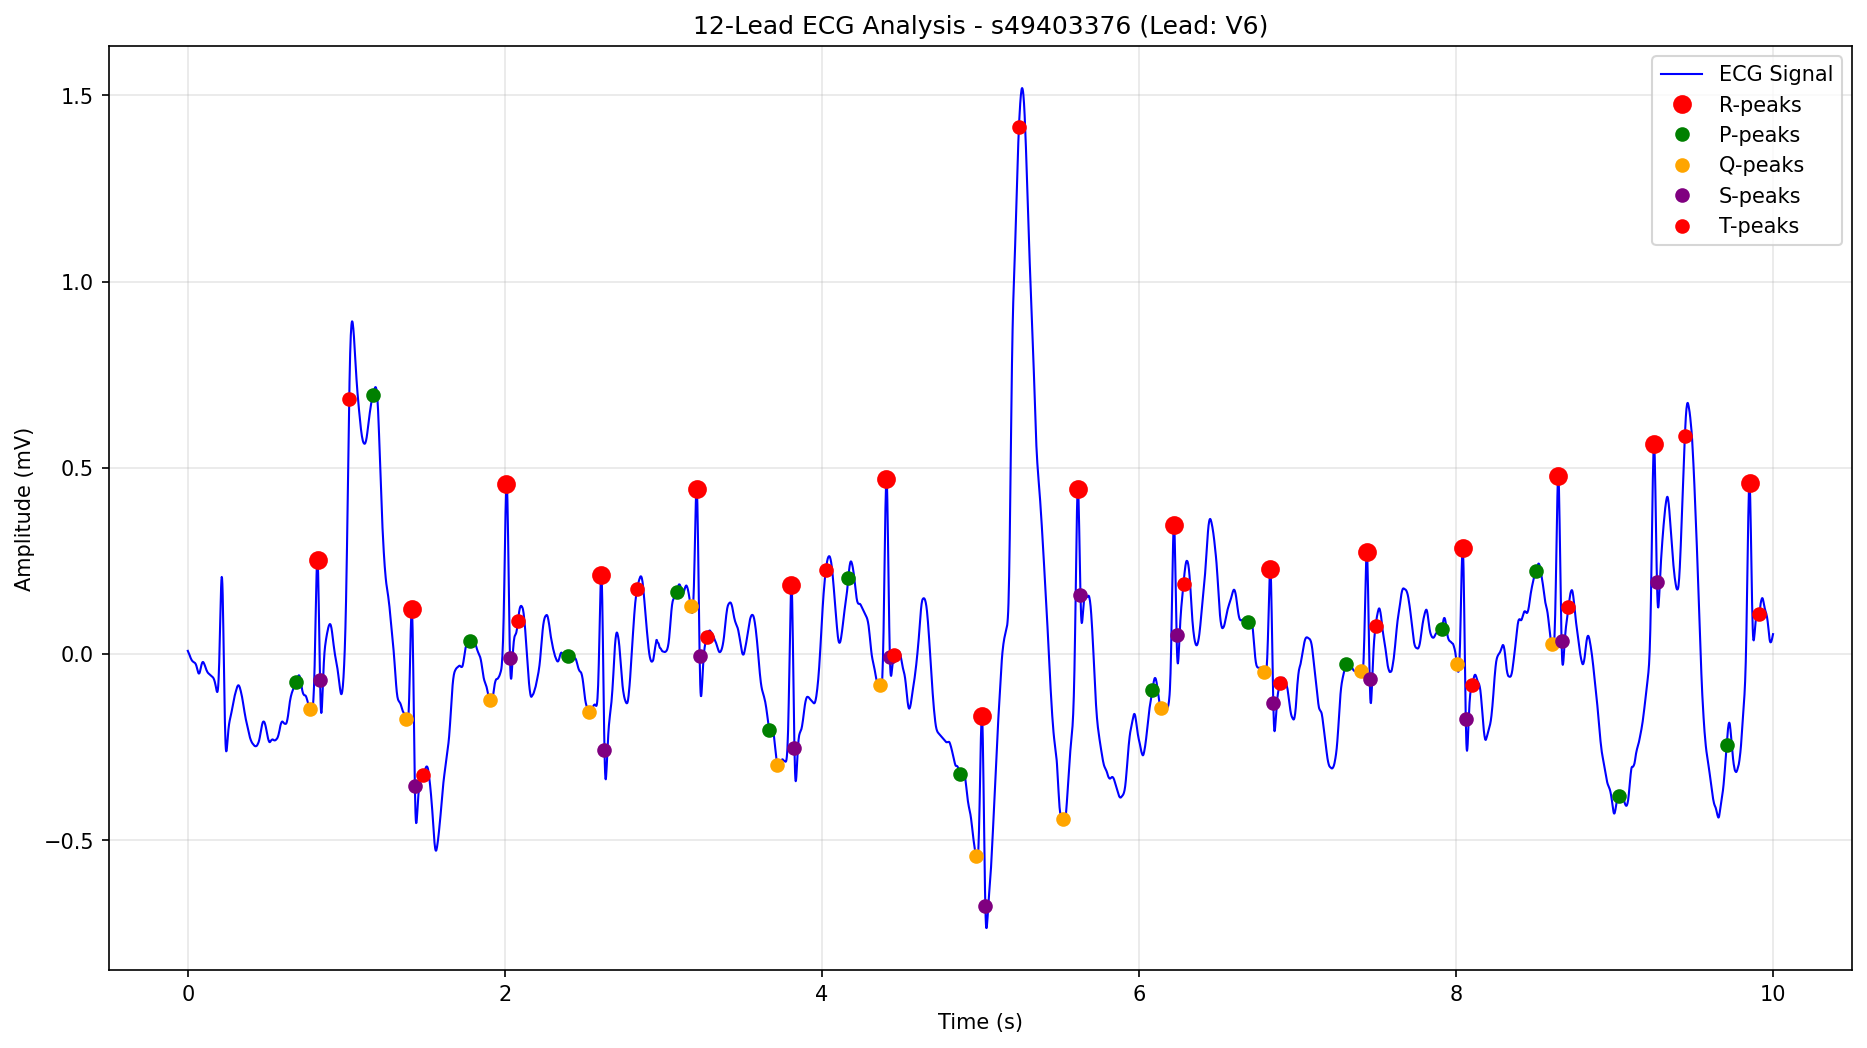 12-Lead ECG Analysis - s49403376 (Lead: V6)
ECG Signal
R-peaks
P-peaks
Q-peaks
S-peaks
T-peaks
Amplitude (mV)
1.5
1.0
0.5
0.0
−0.5
0 2 4 6 8 10
Time (s)